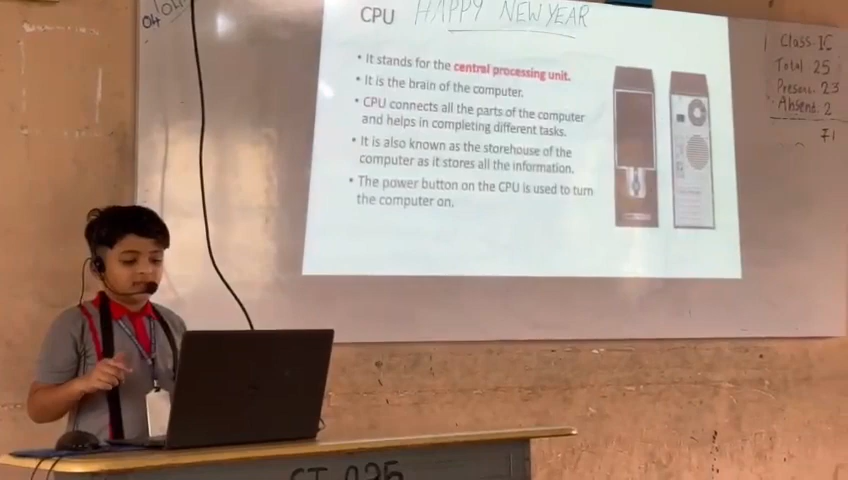 CPU
HAPPY NEW YEAR
• It stands for the central processing unit.
• It is the brain of the computer.
• CPU connects all the parts of the computer
and helps in completing different tasks.
• It is also known as the storehouse of the
computer as it stores all the information.
• The power button on the CPU is used to turn
the computer on.
Class. IC
Total 25
Present. 23
Absent. 2